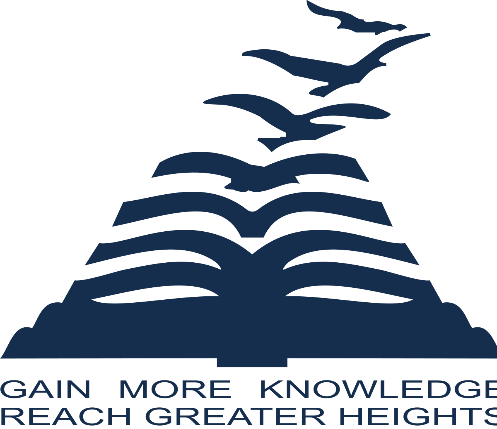 GAIN MORE KNOWLEDGE
REACH GREATER HEIGHTS